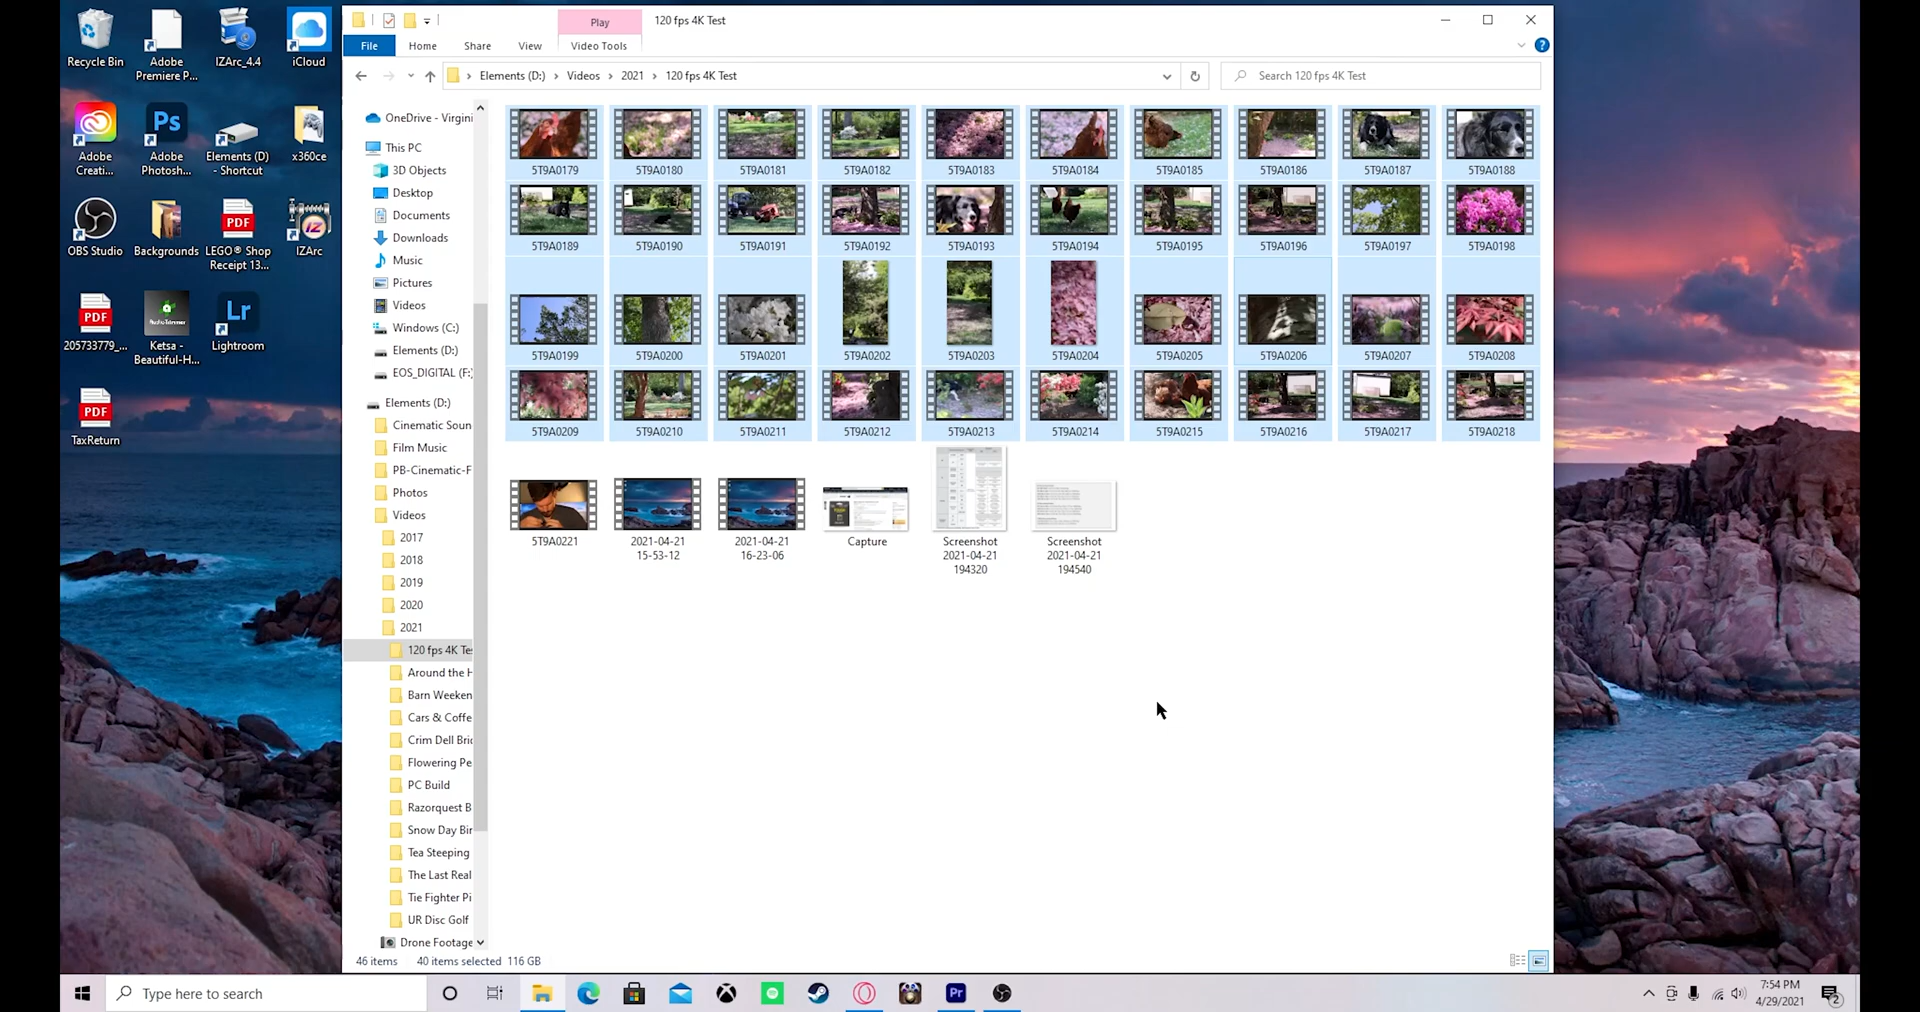 Recycle Bin
Adobe Premiere P...
IZArc_4.4
iCloud
Adobe Creati...
Adobe Photosh...
Elements (D) - Shortcut
x360ce
OBS Studio
Backgrounds
LEGO® Shop Receipt 13...
IZArc
205733779_...
Ketsa - Beautiful-H...
Lightroom
TaxReturn
Play
120 fps 4K Test
File
Home
Share
View
Video Tools
Elements (D:) > Videos > 2021 > 120 fps 4K Test
Search 120 fps 4K Test
OneDrive - Virgini
This PC
3D Objects
Desktop
Documents
Downloads
Music
Pictures
Videos
Windows (C:)
Elements (D:)
EOS_DIGITAL (F:)
Elements (D:)
Cinematic Soun
Film Music
PB-Cinematic-F
Photos
Videos
2017
2018
2019
2020
2021
120 fps 4K Te
Around the H
Barn Weeken
Cars & Coffe
Crim Dell Bri
Flowering Pe
PC Build
Razorquest B
Snow Day Bir
Tea Steeping
The Last Real
Tie Fighter Pi
UR Disc Golf
Drone Footage
5T9A0179 5T9A0180 5T9A0181 5T9A0182 5T9A0183 5T9A0184 5T9A0185 5T9A0186 5T9A0187 5T9A0188
5T9A0189 5T9A0190 5T9A0191 5T9A0192 5T9A0193 5T9A0194 5T9A0195 5T9A0196 5T9A0197 5T9A0198
5T9A0199 5T9A0200 5T9A0201 5T9A0202 5T9A0203 5T9A0204 5T9A0205 5T9A0206 5T9A0207 5T9A0208
5T9A0209 5T9A0210 5T9A0211 5T9A0212 5T9A0213 5T9A0214 5T9A0215 5T9A0216 5T9A0217 5T9A0218
5T9A0221
2021-04-21 15-53-12
2021-04-21 16-23-06
Capture
Screenshot 2021-04-21 194320
Screenshot 2021-04-21 194540
46 items
40 items selected 116 GB
Type here to search
7:54 PM
4/29/2021